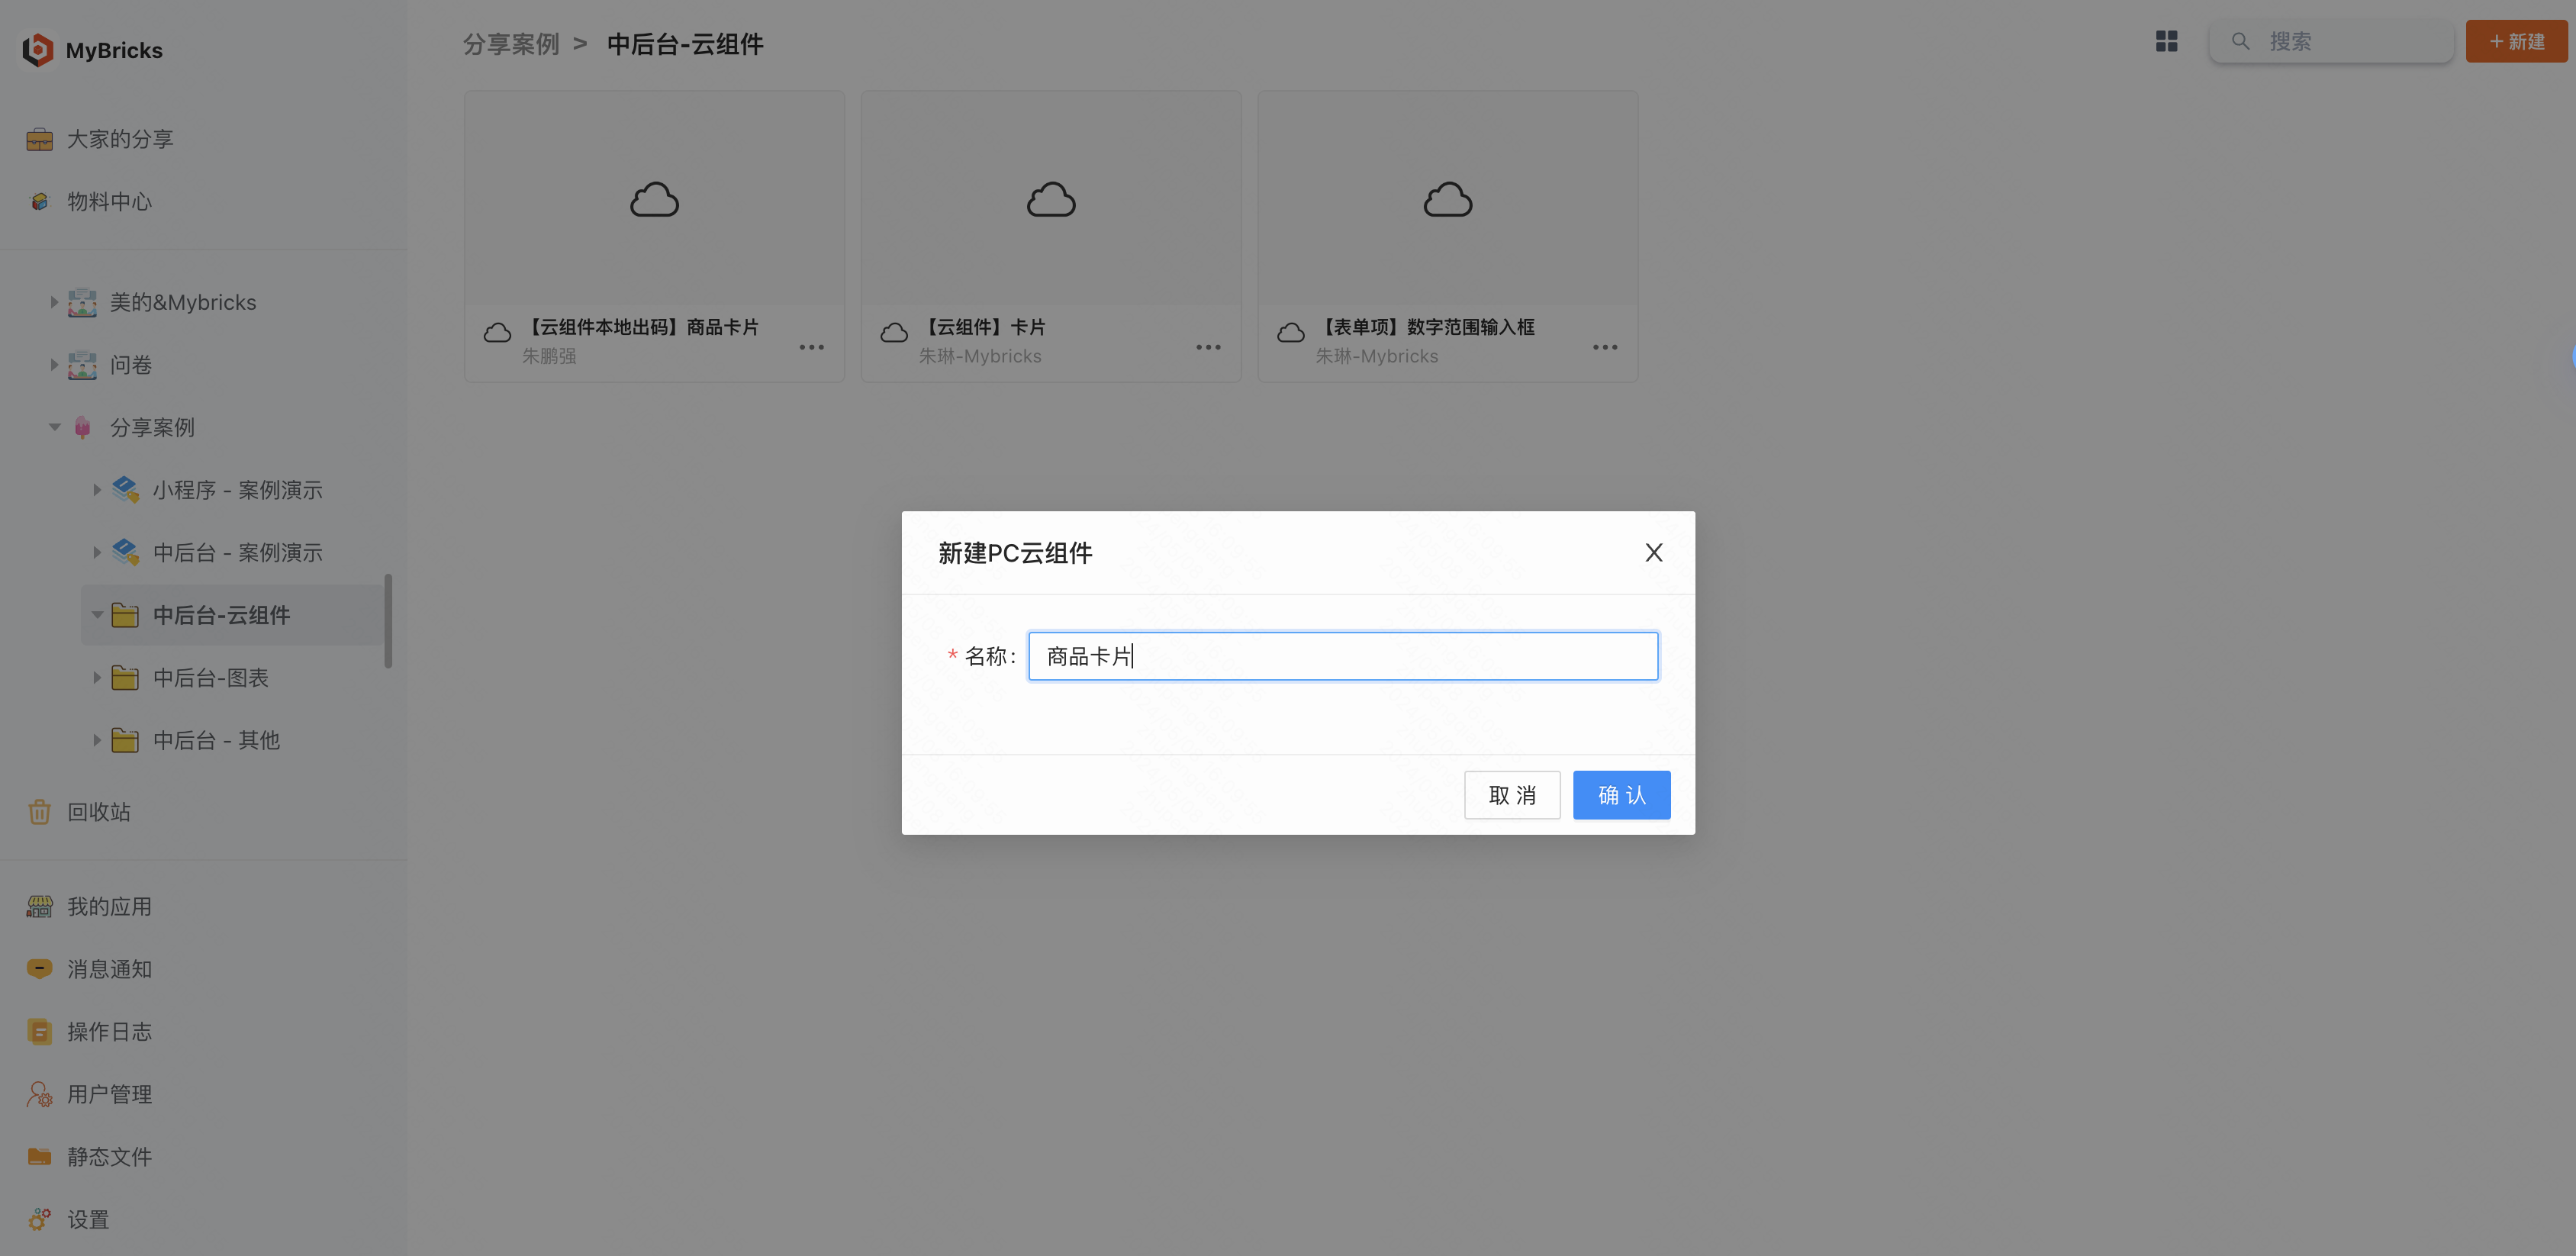 MyBricks
大家的分享
物料中心
美的&Mybricks
问卷
分享案例
小程序 - 案例演示
中后台 - 案例演示
中后台-云组件
中后台-图表
中后台 - 其他
回收站
我的应用
消息通知
操作日志
用户管理
静态文件
设置
分享案例 > 中后台-云组件
搜索
+ 新建
【云组件本地出码】商品卡片
朱鹏强
【云组件】卡片
朱琳-Mybricks
【表单项】数字范围输入框
朱琳-Mybricks
新建PC云组件
* 名称:
商品卡片
取 消
确 认